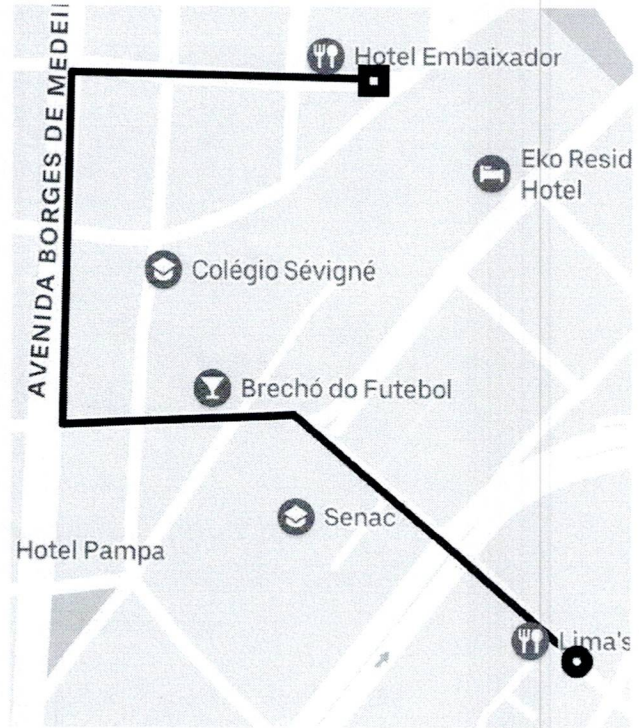 AVENIDA BORGES DE MEDEI
Hotel Embaixador
Eko Resid
Hotel
Colégio Sévigné
Brechó do Futebol
Senac
Hotel Pampa
Lima's